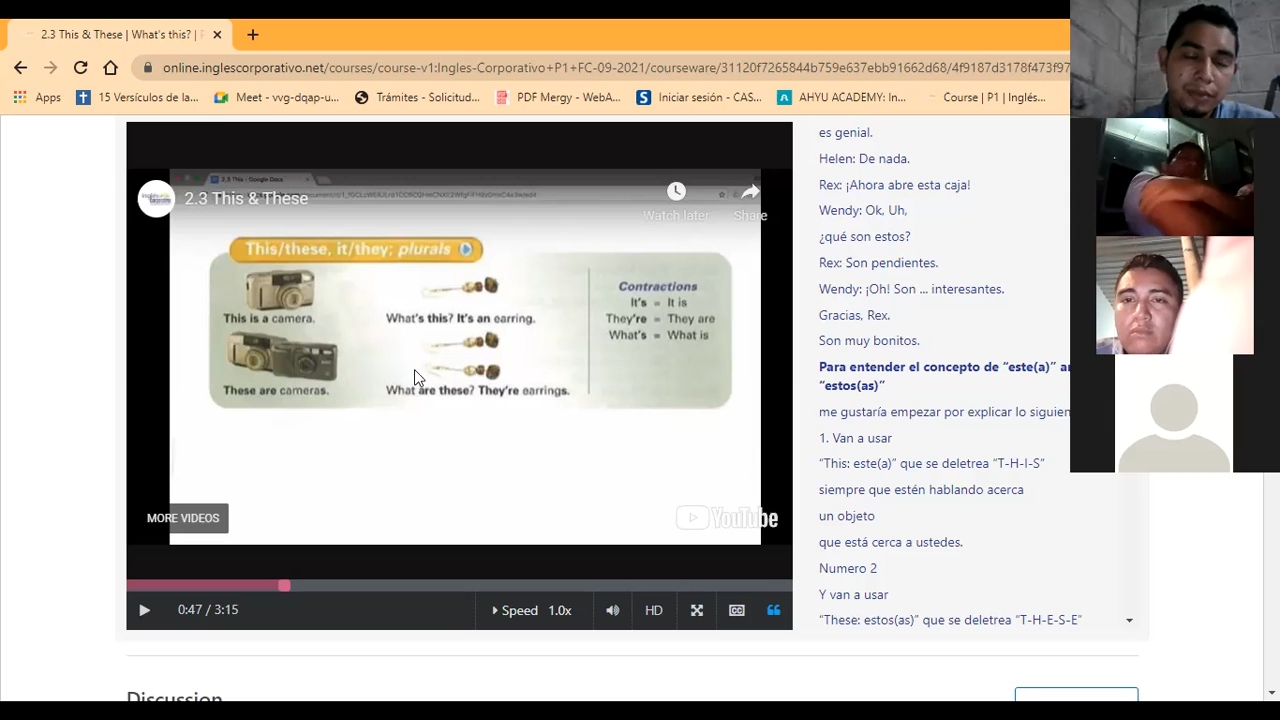 2.3 This & These | What's this? |
online.inglescorporativo.net/courses/course-v1:Ingles-Corporativo+P1+FC-09-2021/courseware/31120f7265844b759e637ebb91662d68/4f9187d3178f473f97
Apps
15 Versículos de la...
Meet - vvg-dqap-u...
Trámites - Solicitud...
PDF Mergy - WebA...
Iniciar sesión - CAS...
AHYU ACADEMY: In...
Course | P1 | Inglés...
2.3 This - Google Docs
2.3 This & These
Watch later
Share
This/these, it/they; plurals
This is a camera.
What's this? It's an earring.
These are cameras.
What are these? They're earrings.
Contractions
It's = It is
They're = They are
What's = What is
MORE VIDEOS
YouTube
0:47 / 3:15
Speed 1.0x
HD
CC
es genial.
Helen: De nada.
Rex: ¡Ahora abre esta caja!
Wendy: Ok, Uh,
¿qué son estos?
Rex: Son pendientes.
Wendy: ¡Oh! Son ... interesantes.
Gracias, Rex.
Son muy bonitos.
Para entender el concepto de “este(a)” a
“estos(as)”
me gustaría empezar por explicar lo siguien
1. Van a usar
“This: este(a)” que se deletrea “T-H-I-S”
siempre que estén hablando acerca
un objeto
que está cerca a ustedes.
Numero 2
Y van a usar
“These: estos(as)” que se deletrea “T-H-E-S-E”
Discussion